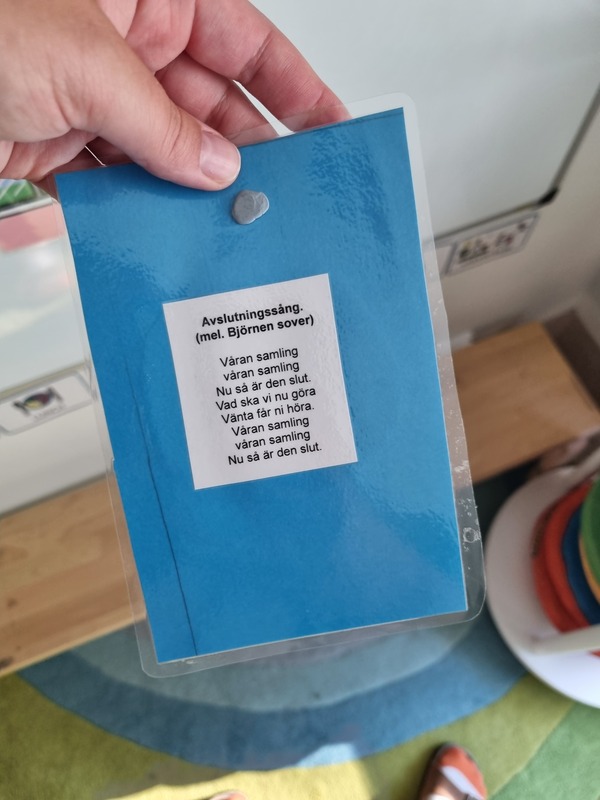 Avslutningssång.
(mel. Björnen sover)
Våran samling
våran samling
Nu så är den slut.
Vad ska vi nu göra
Vänta får ni höra.
Våran samling
våran samling
Nu så är den slut.